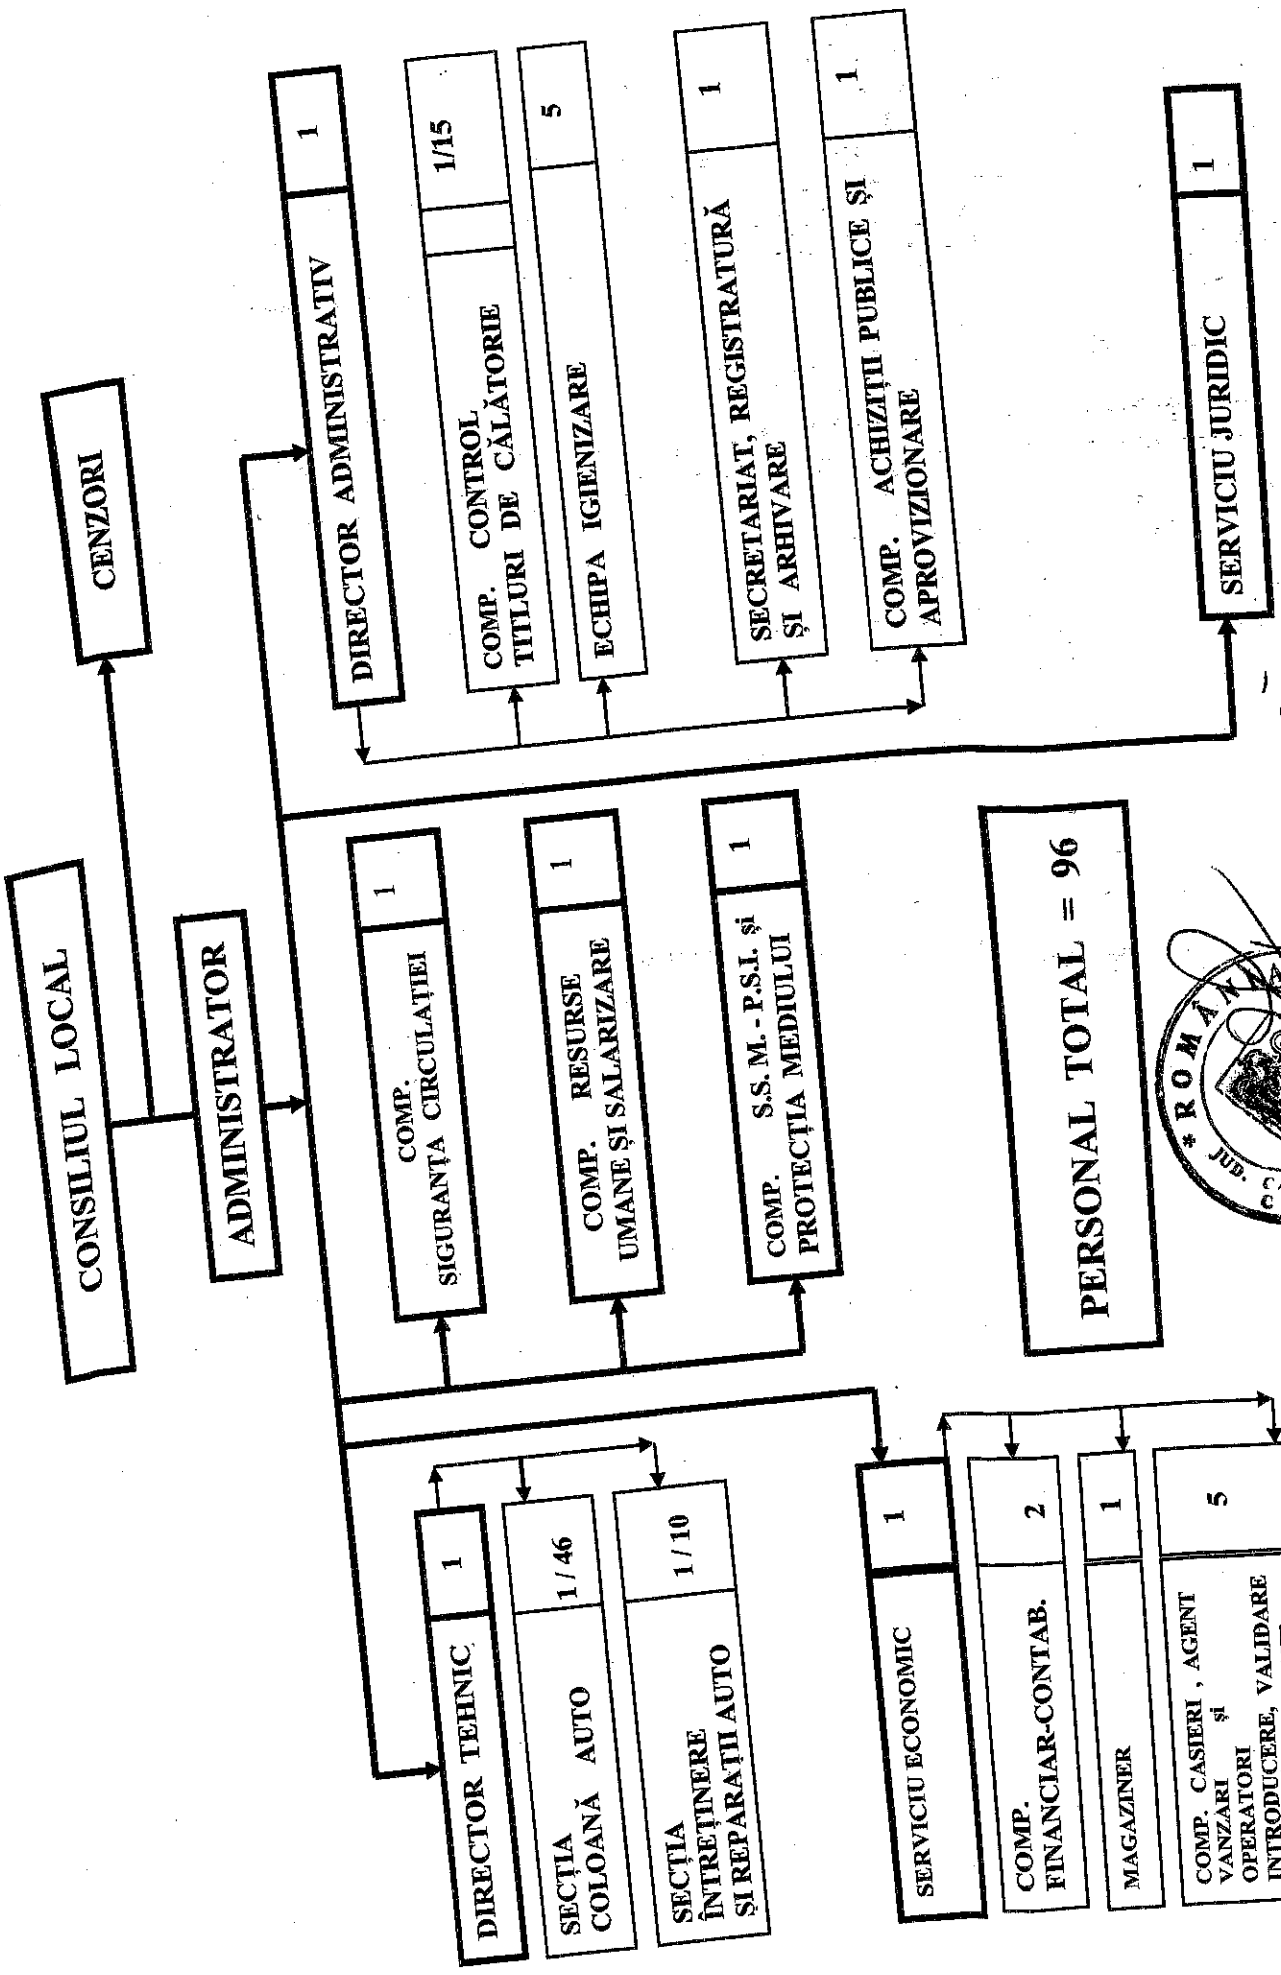 CONSILIUL LOCAL
CENZORI
ADMINISTRATOR
DIRECTOR TEHNIC 1
SECȚIA
COLOANĂ AUTO
1 / 46
SECȚIA
ÎNTREȚINERE
ȘI REPARAȚII AUTO
1 / 10
SERVICIU ECONOMIC 1
COMP.
FINANCIAR-CONTAB.
2
MAGAZINER 1
COMP. CASIERI , AGENT
VANZARI și
OPERATORI
INTRODUCERE, VALIDARE
5
COMP.
SIGURANȚA CIRCULAȚIEI
1
COMP. RESURSE
UMANE ȘI SALARIZARE
1
COMP. S.S. M. - P.S.I. și
PROTECȚIA MEDIULUI
1
PERSONAL TOTAL = 96
* ROMÂN
JUD.
DIRECTOR ADMINISTRATIV 1
COMP. CONTROL
TITLURI DE CĂLĂTORIE
1/15
ECHIPA IGIENIZARE 5
SECRETARIAT, REGISTRATURĂ
ȘI ARHIVARE
1
COMP. ACHIZIȚII PUBLICE ȘI
APROVIZIONARE
1
SERVICIU JURIDIC 1